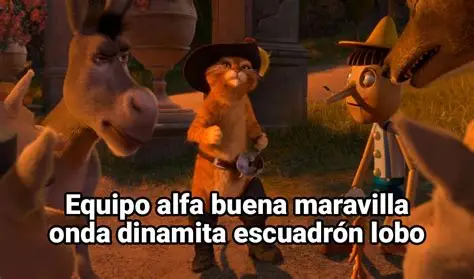 Equipo alfa buena maravilla
onda dinamita escuadrón lobo